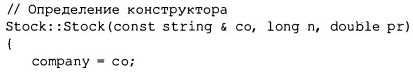 // Определение конструктора
Stock::Stock(const string & co, long n, double pr)
{
company = co;